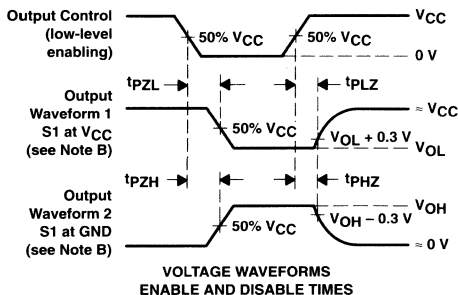 Output Control
(low-level
enabling)
50% VCC
50% VCC
VCC
0 V
tPZL
tPLZ
Output
Waveform 1
S1 at VCC
(see Note B)
50% VCC
≈ VCC
VOL + 0.3 V
VOL
tPZH
tPHZ
Output
Waveform 2
S1 at GND
(see Note B)
50% VCC
VOH
VOH − 0.3 V
≈ 0 V
VOLTAGE WAVEFORMS
ENABLE AND DISABLE TIMES